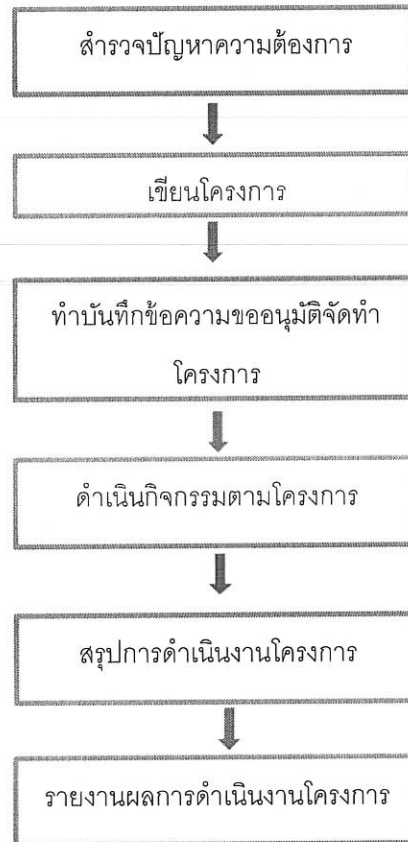 สำรวจปัญหาความต้องการ
เขียนโครงการ
ทำบันทึกข้อความขออนุมัติจัดทำ
โครงการ
ดำเนินกิจกรรมตามโครงการ
สรุปการดำเนินงานโครงการ
รายงานผลการดำเนินงานโครงการ